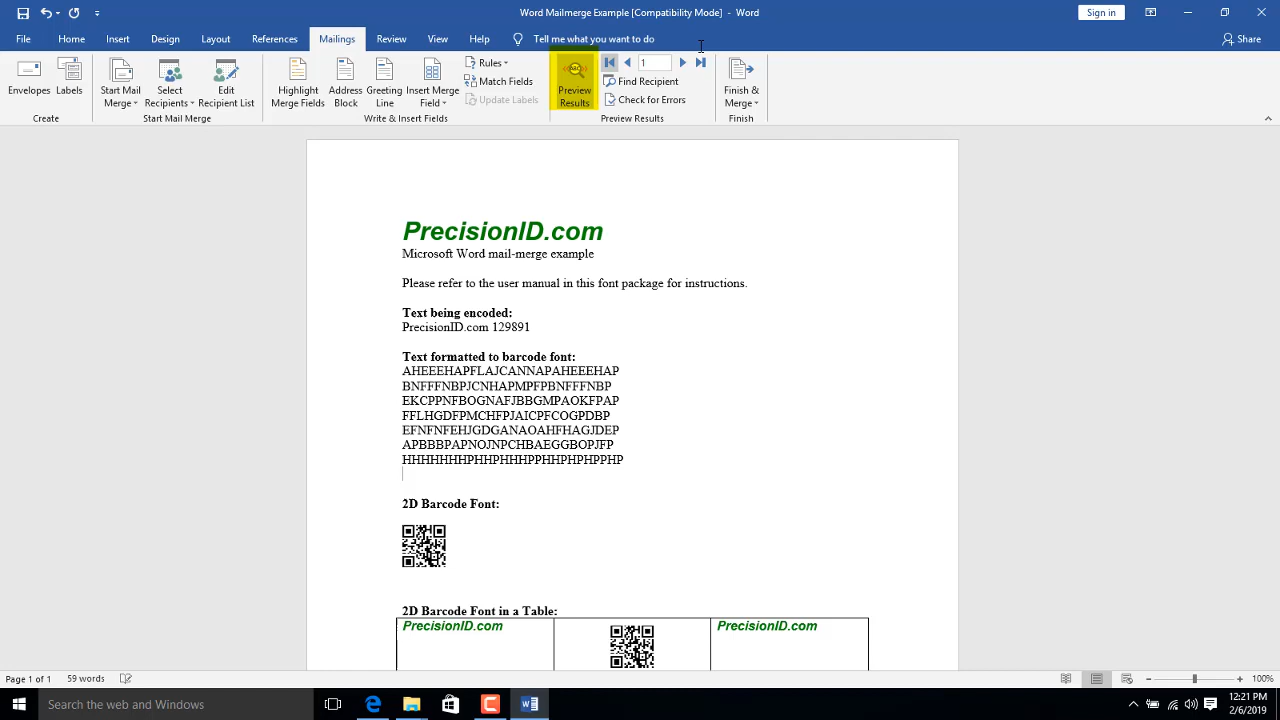 Word Mailmerge Example [Compatibility Mode] - Word
Sign in
File Home Insert Design Layout References Mailings Review View Help Tell me what you want to do Share
Envelopes
Labels
Create
Start Mail
Merge
Select
Recipients
Edit
Recipient List
Start Mail Merge
Highlight
Merge Fields
Address
Block
Greeting
Line
Insert Merge
Field
Rules
Match Fields
Update Labels
Write & Insert Fields
ABC
Preview
Results
1
Find Recipient
Check for Errors
Preview Results
Finish &
Merge
Finish
PrecisionID.com
Microsoft Word mail-merge example
Please refer to the user manual in this font package for instructions.
Text being encoded:
PrecisionID.com 129891
Text formatted to barcode font:
AHEEEHAPFLAJCANNAPAHEEEHAP
BNFFFNBPJCNHAPMPFPBNFFFNBP
EKCPPNFBOGNAFJBBGMPAOKFPAP
FFLHGDFPMCHFPJAICPFCOGPDBP
EFNFNFEHJGDGANAOAHFHAGJDEP
APBBBPAPNOJNPCHBAEGGBOPJFP
HHHHHHHPHHPHHHPPHHPHPHPPHP
2D Barcode Font:
2D Barcode Font in a Table:
PrecisionID.com PrecisionID.com
Page 1 of 1 59 words 100%
Search the web and Windows
12:21 PM
2/6/2019